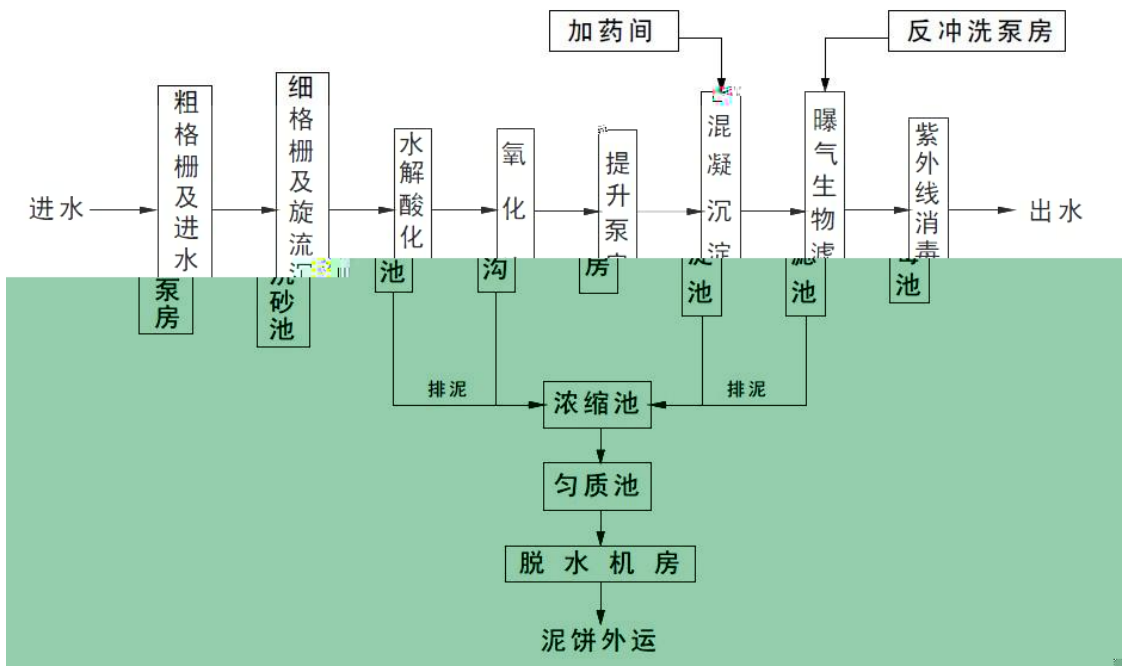 加药间
反冲洗泵房
进水
粗格栅及进水泵房
细格栅及旋流沉砂池
水解酸化池
氧化沟
提升泵房
混凝沉淀池
曝气生物滤池
紫外线消毒池
出水
排泥
浓缩池
排泥
匀质池
脱水机房
泥饼外运